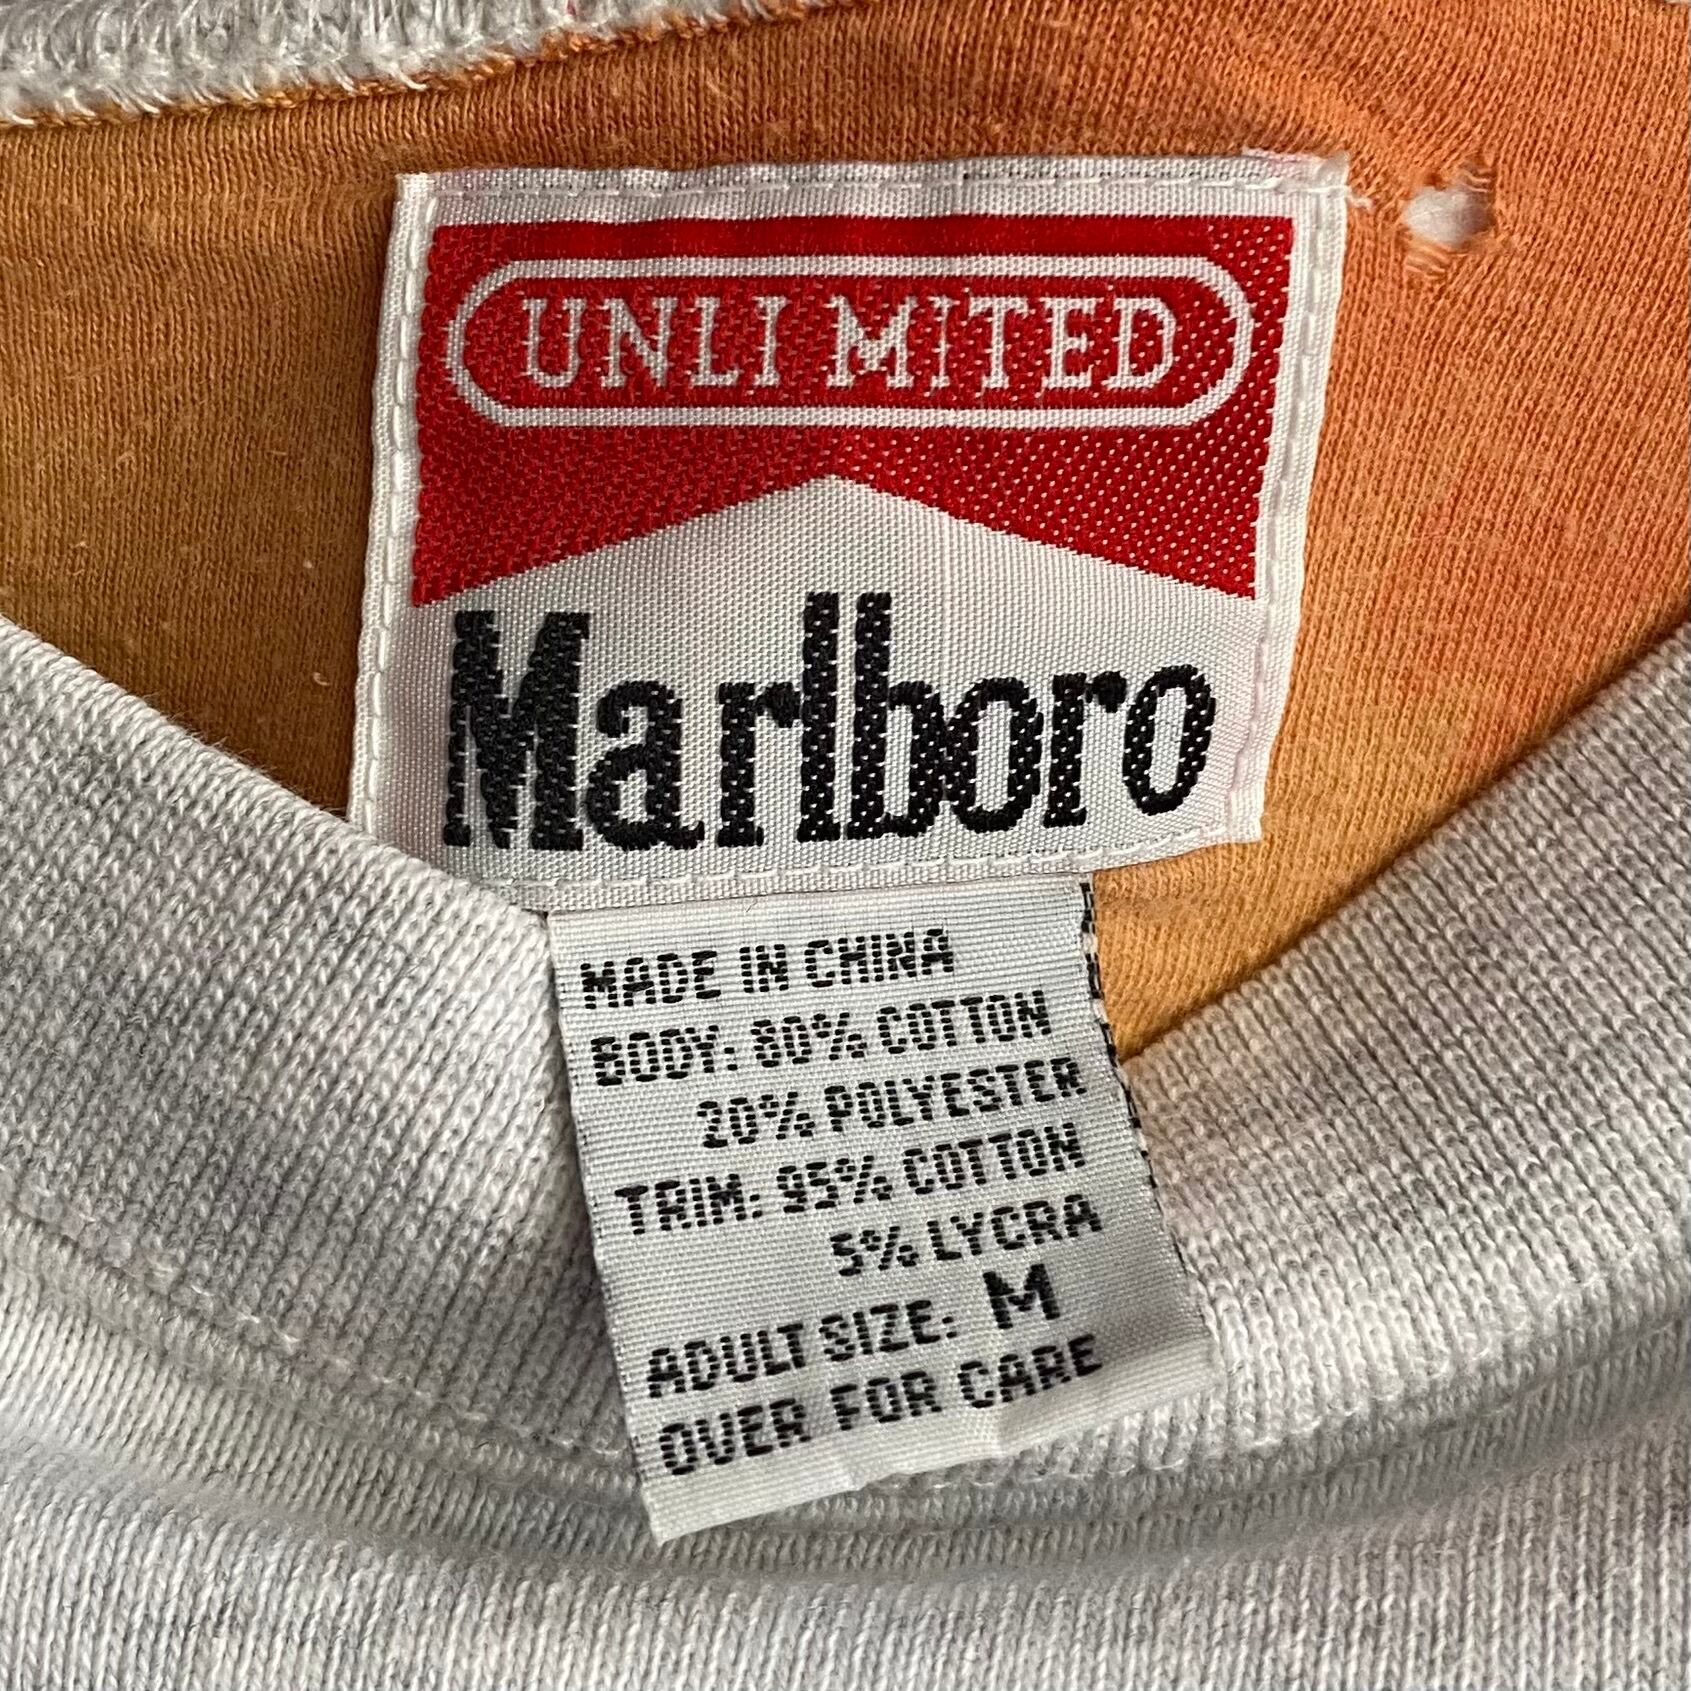 UNLIMITED
Marlboro
MADE IN CHINA
BODY: 80% COTTON
20% POLYESTER
TRIM: 95% COTTON
5% LYCRA
ADULT SIZE: M
OVER FOR CARE